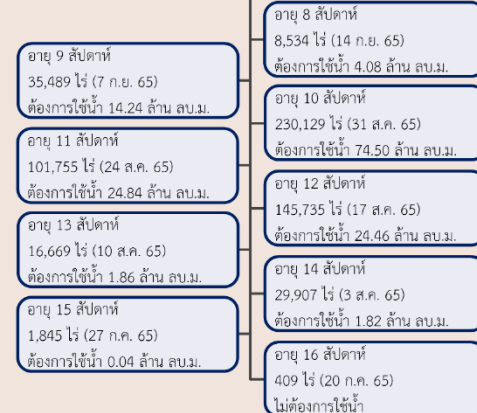 อายุ 8 สัปดาห์
8,534 ไร่ (14 ก.ย. 65)
ต้องการใช้น้ำ 4.08 ล้าน ลบ.ม.
อายุ 9 สัปดาห์
35,489 ไร่ (7 ก.ย. 65)
ต้องการใช้น้ำ 14.24 ล้าน ลบ.ม.
อายุ 10 สัปดาห์
230,129 ไร่ (31 ส.ค. 65)
ต้องการใช้น้ำ 74.50 ล้าน ลบ.ม.
อายุ 11 สัปดาห์
101,755 ไร่ (24 ส.ค. 65)
ต้องการใช้น้ำ 24.84 ล้าน ลบ.ม.
อายุ 12 สัปดาห์
145,735 ไร่ (17 ส.ค. 65)
ต้องการใช้น้ำ 24.46 ล้าน ลบ.ม.
อายุ 13 สัปดาห์
16,669 ไร่ (10 ส.ค. 65)
ต้องการใช้น้ำ 1.86 ล้าน ลบ.ม.
อายุ 14 สัปดาห์
29,907 ไร่ (3 ส.ค. 65)
ต้องการใช้น้ำ 1.82 ล้าน ลบ.ม.
อายุ 15 สัปดาห์
1,845 ไร่ (27 ก.ค. 65)
ต้องการใช้น้ำ 0.04 ล้าน ลบ.ม.
อายุ 16 สัปดาห์
409 ไร่ (20 ก.ค. 65)
ไม่ต้องการใช้น้ำ